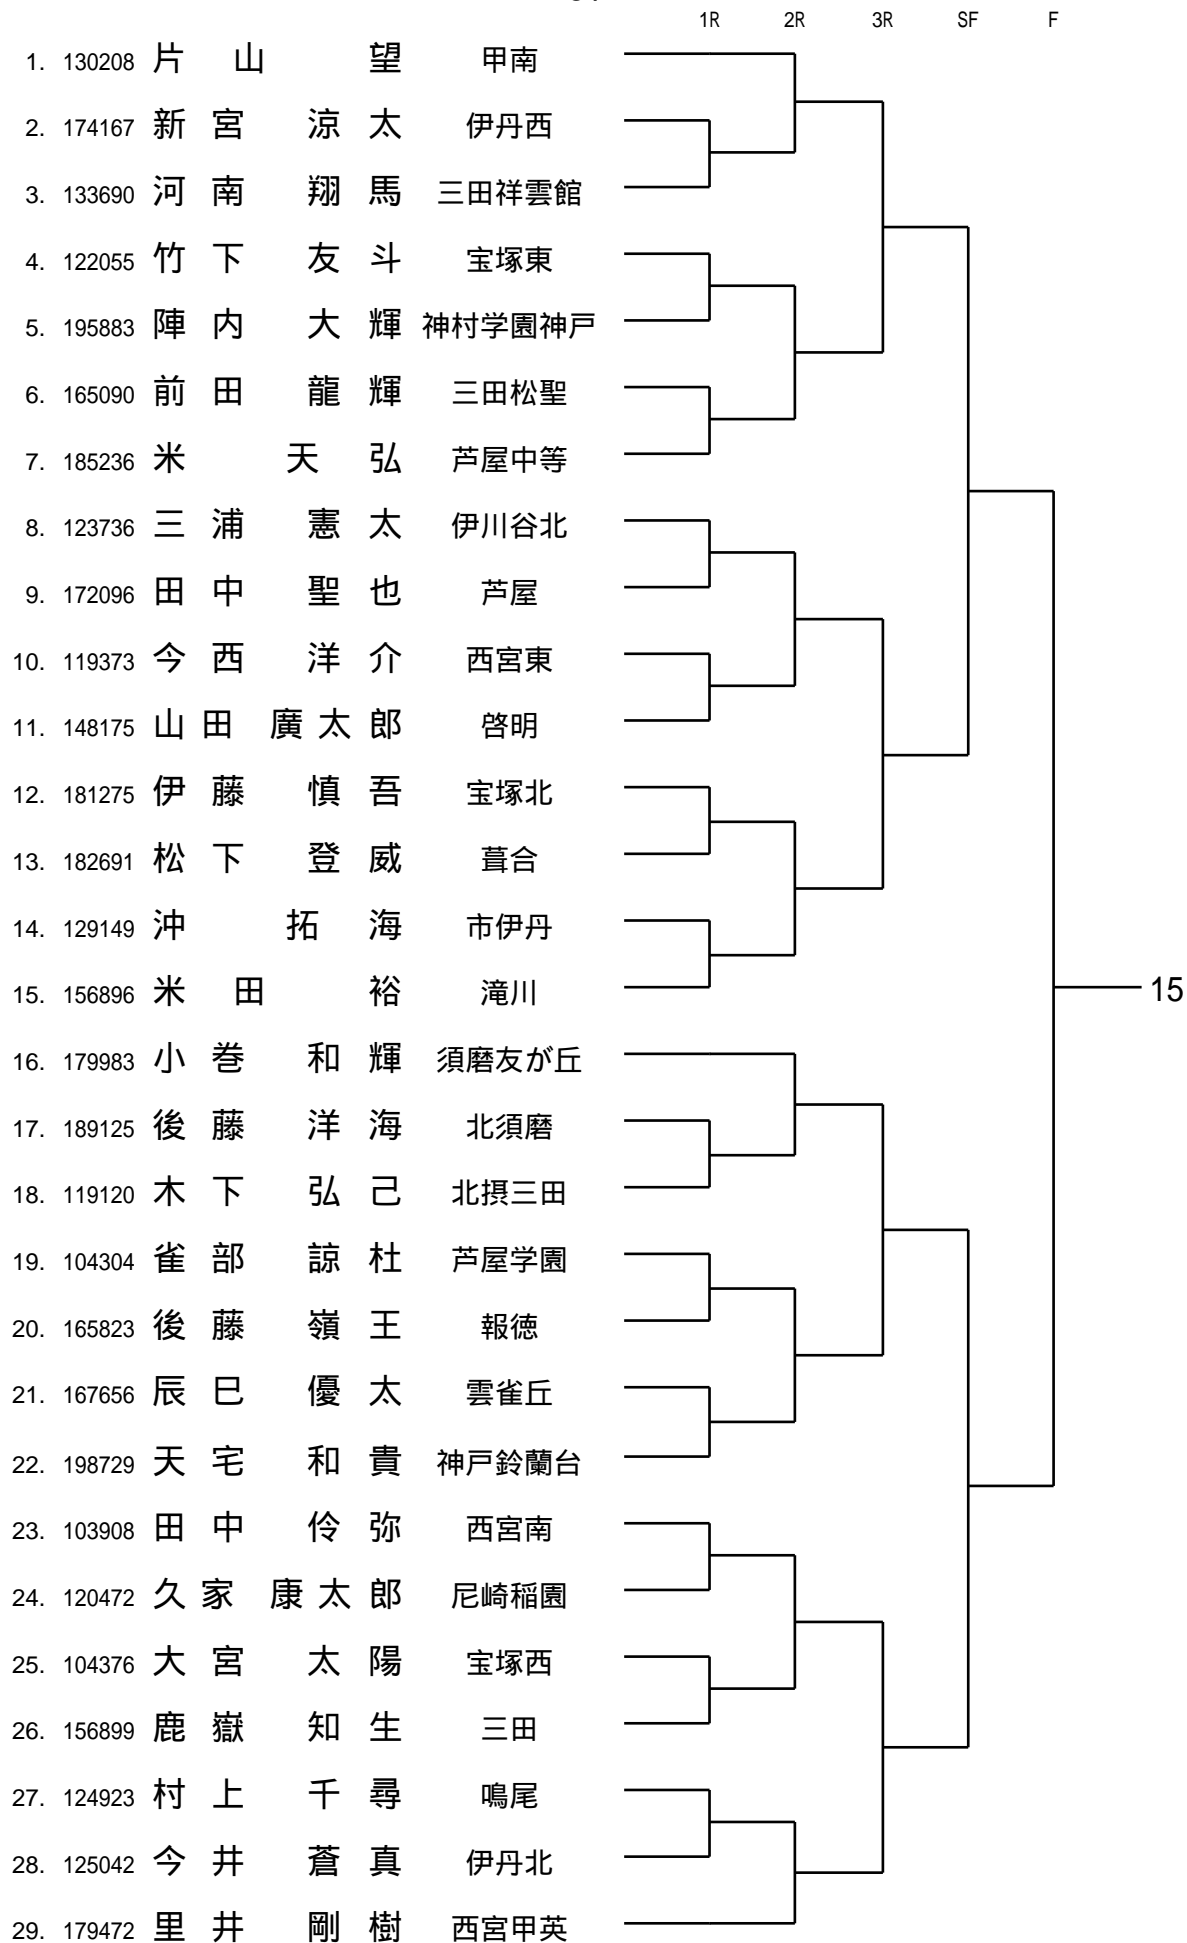 1R 2R 3R SF F
1. 130208 片山 望 甲南
2. 174167 新宮 涼太 伊丹西
3. 133690 河南 翔馬 三田祥雲館
4. 122055 竹下 友斗 宝塚東
5. 195883 陣内 大輝 神村学園神戸
6. 165090 前田 龍輝 三田松聖
7. 185236 米 天弘 芦屋中等
8. 123736 三浦 憲太 伊川谷北
9. 172096 田中 聖也 芦屋
10. 119373 今西 洋介 西宮東
11. 148175 山田 廣太郎 啓明
12. 181275 伊藤 慎吾 宝塚北
13. 182691 松下 登威 葺合
14. 129149 沖 拓海 市伊丹
15. 156896 米田 裕 滝川
15
16. 179983 小巻 和輝 須磨友が丘
17. 189125 後藤 洋海 北須磨
18. 119120 木下 弘己 北摂三田
19. 104304 雀部 諒杜 芦屋学園
20. 165823 後藤 嶺王 報徳
21. 167656 辰巳 優太 雲雀丘
22. 198729 天宅 和貴 神戸鈴蘭台
23. 103908 田中 伶弥 西宮南
24. 120472 久家 康太郎 尼崎稲園
25. 104376 大宮 太陽 宝塚西
26. 156899 鹿嶽 知生 三田
27. 124923 村上 千尋 鳴尾
28. 125042 今井 蒼真 伊丹北
29. 179472 里井 剛樹 西宮甲英